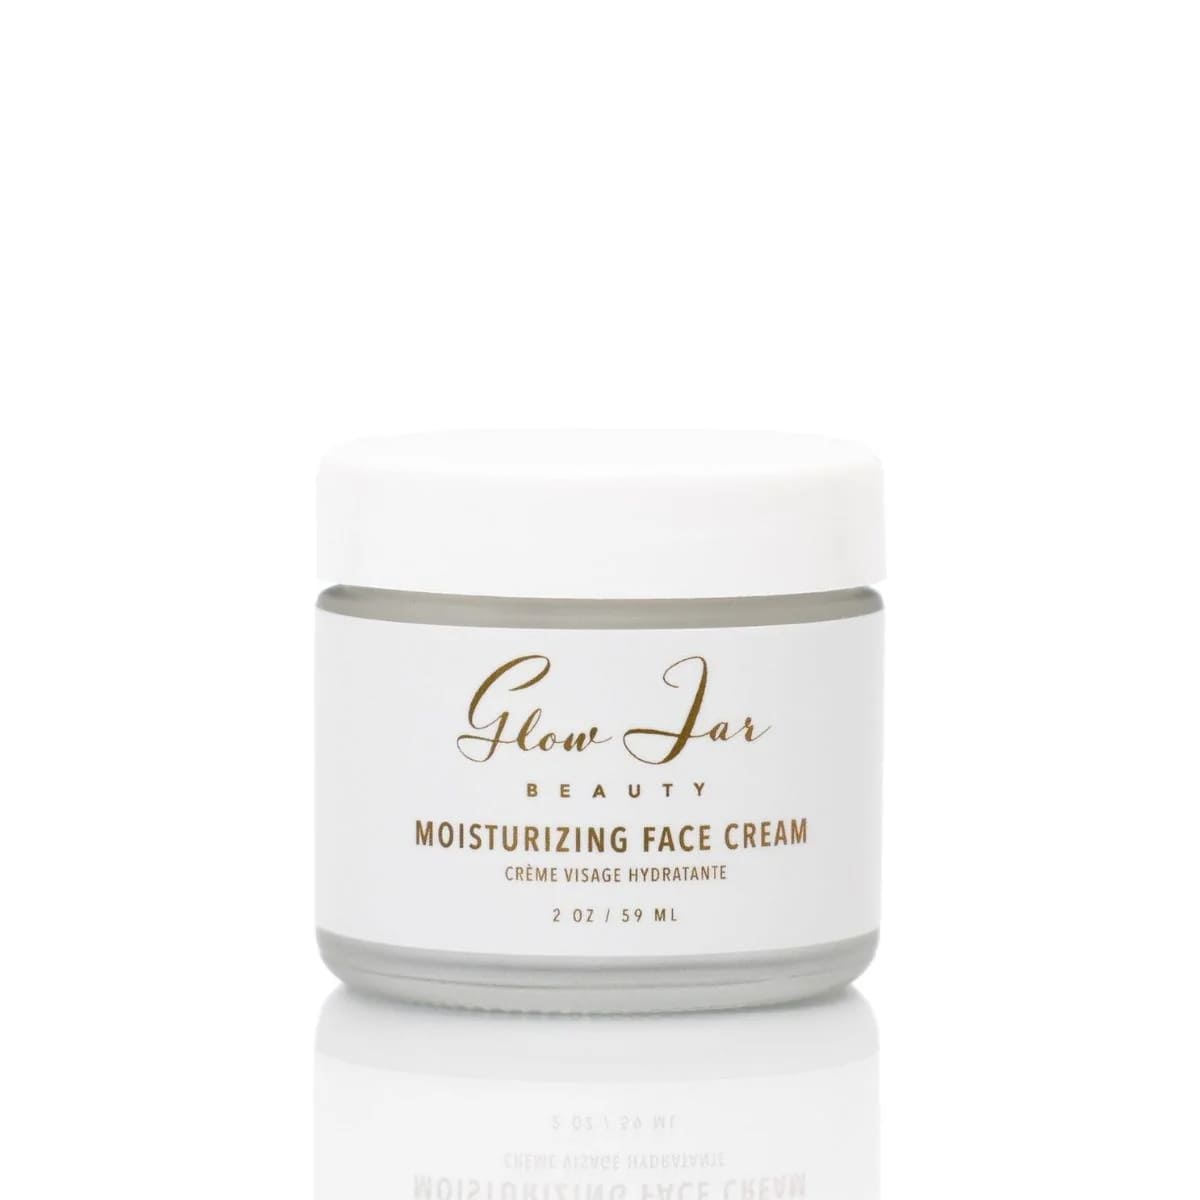 Glow Jar
BEAUTY
MOISTURIZING FACE CREAM
CRÈME VISAGE HYDRATANTE
2 OZ / 59 ML